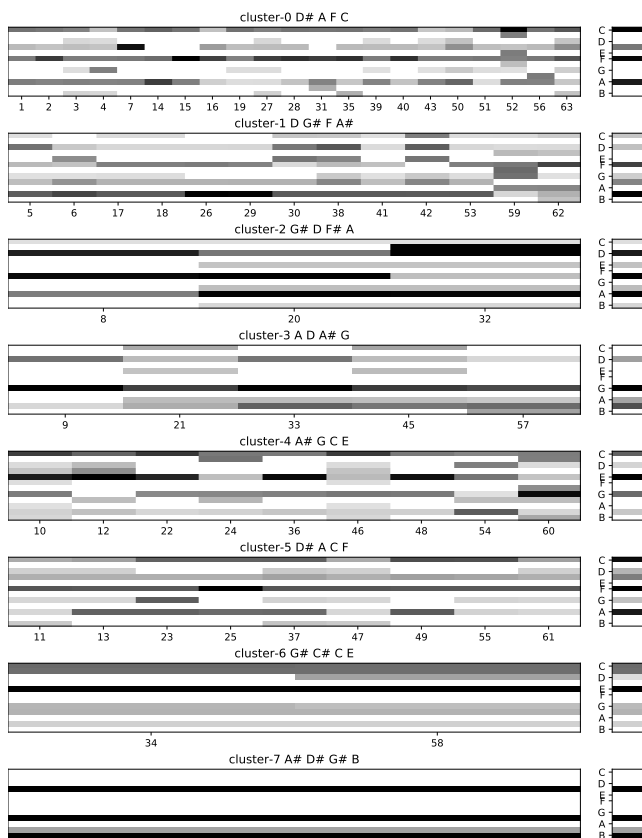 cluster-0 D# A F C
C
D
E
F
G
A
B
1 2 3 4 7 14 15 16 19 27 28 31 35 39 40 43 50 51 52 56 63
cluster-1 D G# F A#
C
D
E
F
G
A
B
5 6 17 18 26 29 30 38 41 42 53 59 62
cluster-2 G# D F# A
C
D
E
F
G
A
B
8 20 32
cluster-3 A D A# G
C
D
E
F
G
A
B
9 21 33 45 57
cluster-4 A# G C E
C
D
E
F
G
A
B
10 12 22 24 36 46 48 54 60
cluster-5 D# A C F
C
D
E
F
G
A
B
11 13 23 25 37 47 49 55 61
cluster-6 G# C# C E
C
D
E
F
G
A
B
34 58
cluster-7 A# D# G# B
C
D
E
F
G
A
B